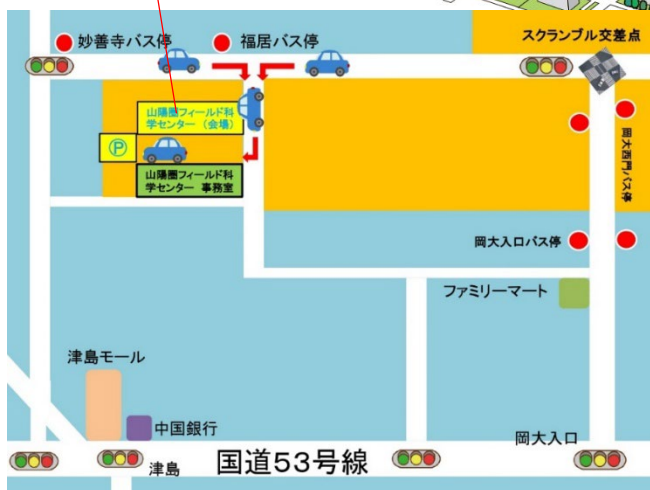 妙善寺バス停
福居バス停
スクランブル交差点
山陽圏フィールド科
学センター（会場）
Ⓟ
山陽圏フィールド科
学センター 事務室
岡大西門バス停
岡大入口バス停
ファミリーマート
津島モール
中国銀行
岡大入口
津島
国道53号線